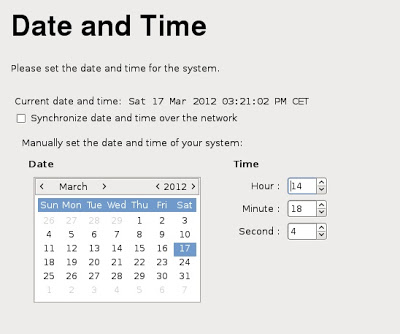 Date and Time
Please set the date and time for the system.
Current date and time: Sat 17 Mar 2012 03:21:02 PM CET
Synchronize date and time over the network
Manually set the date and time of your system:
Date
Time
< March > < 2012 >
Sun Mon Tue Wed Thu Fri Sat
26 27 28 29 1 2 3
4 5 6 7 8 9 10
11 12 13 14 15 16 17
18 19 20 21 22 23 24
25 26 27 28 29 30 31
1 2 3 4 5 6 7
Hour : 14
Minute : 18
Second : 4